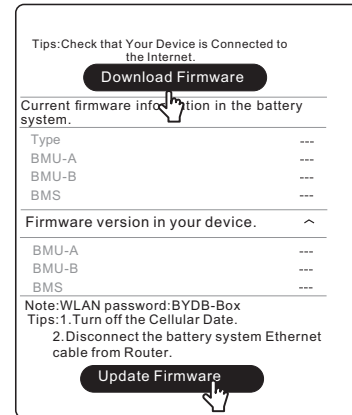 Tips:Check that Your Device is Connected to
the Internet.
Download Firmware
Current firmware information in the battery
system.
Type ---
BMU-A ---
BMU-B ---
BMS ---
Firmware version in your device.
BMU-A ---
BMU-B ---
BMS ---
Note:WLAN password:BYDB-Box
Tips:1.Turn off the Cellular Date.
2.Disconnect the battery system Ethernet
cable from Router.
Update Firmware